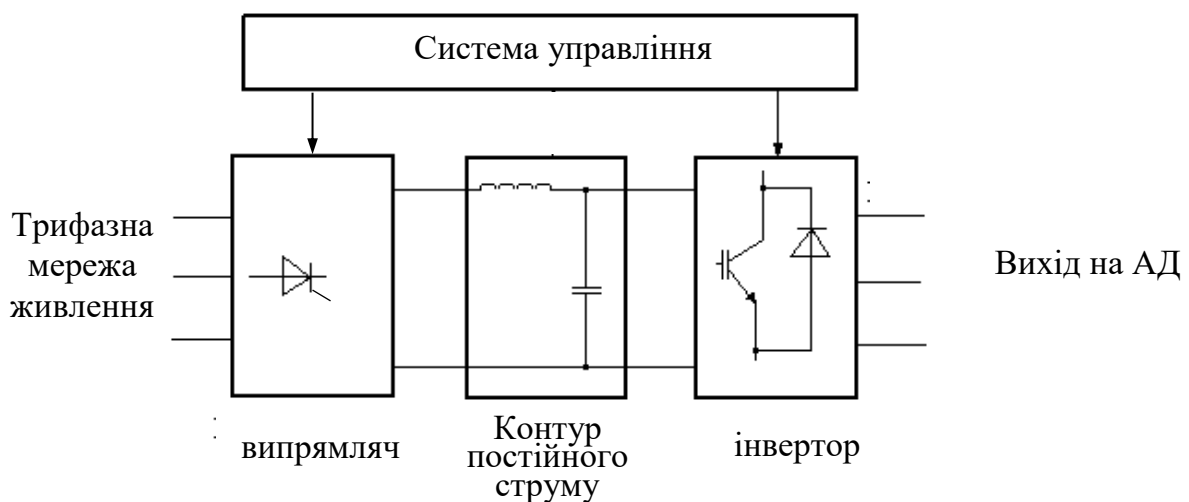 Система управління
Трифазна
мережа
живлення
Вихід на АД
випрямляч
Контур
постійного
струму
інвертор